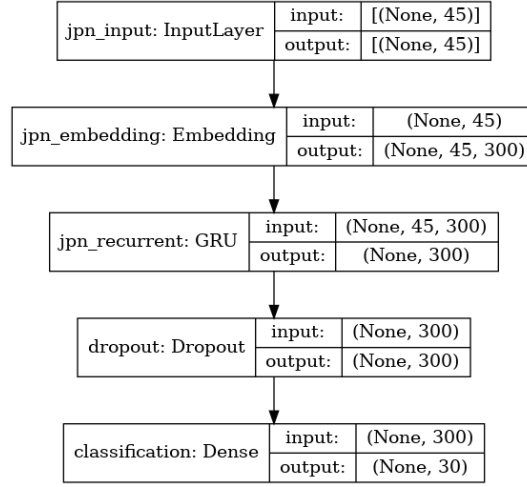 jpn_input: InputLayer
input: [(None, 45)]
output: [(None, 45)]
jpn_embedding: Embedding
input: (None, 45)
output: (None, 45, 300)
jpn_recurrent: GRU
input: (None, 45, 300)
output: (None, 300)
dropout: Dropout
input: (None, 300)
output: (None, 300)
classification: Dense
input: (None, 300)
output: (None, 30)